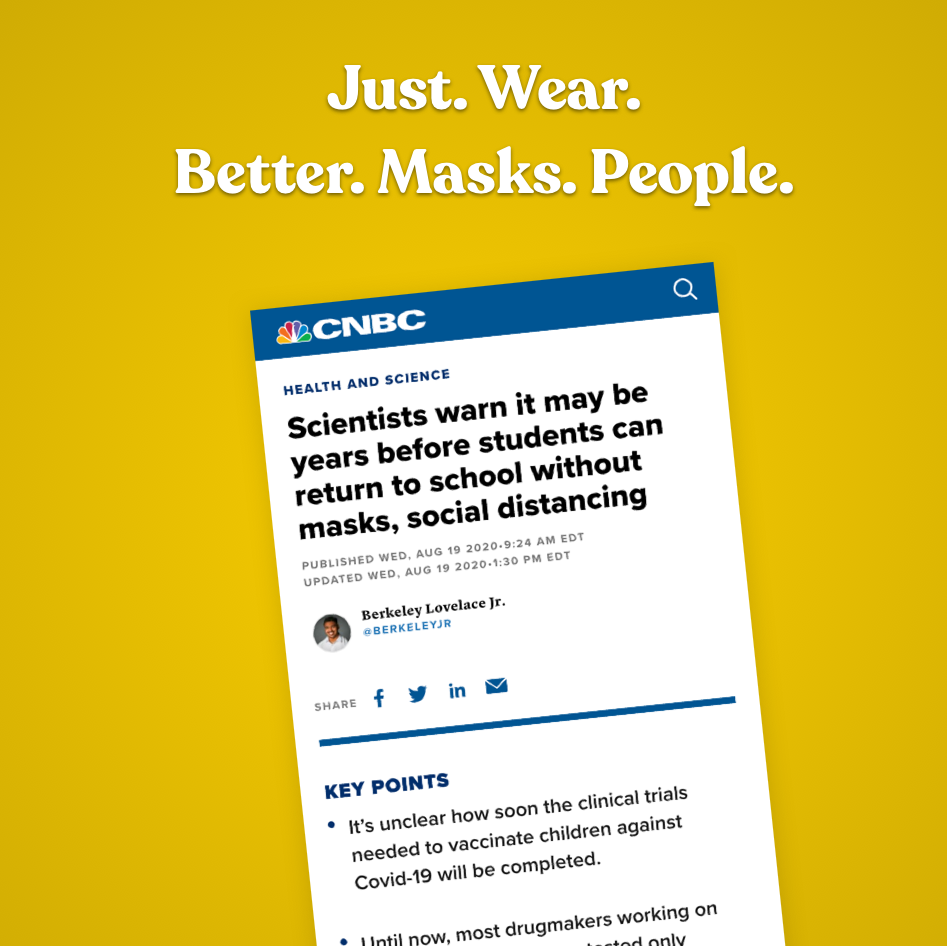 Just. Wear.
Better. Masks. People.
CNBC
HEALTH AND SCIENCE
Scientists warn it may be
years before students can
return to school without
masks, social distancing
PUBLISHED WED, AUG 19 2020•9:24 AM EDT
UPDATED WED, AUG 19 2020•1:30 PM EDT
Berkeley Lovelace Jr.
@BERKELEYJR
SHARE
KEY POINTS
• It’s unclear how soon the clinical trials
needed to vaccinate children against
Covid-19 will be completed.
• Until now, most drugmakers working on
only